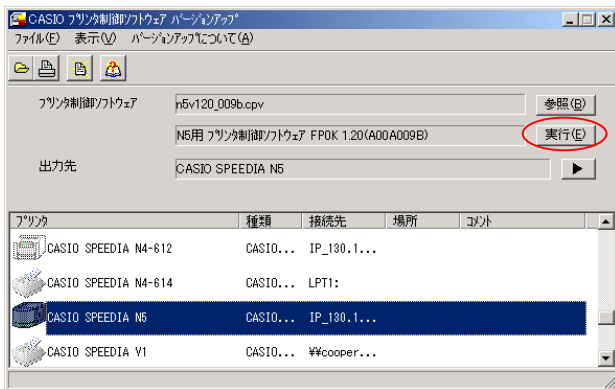 CASIO プリンタ制御ソフトウェア バージョンアップ
ファイル(F) 表示(V) バージョンアップについて(A)
プリンタ制御ソフトウェア n5v120_009b.cpv 参照(B)
N5用 プリンタ制御ソフトウェア FPOK 1.20(A00A009B) 実行(E)
出力先 CASIO SPEEDIA N5
プリンタ 種類 接続先 場所 コメント
CASIO SPEEDIA N4-612 CASIO... IP_130.1...
CASIO SPEEDIA N4-614 CASIO... LPT1:
CASIO SPEEDIA N5 CASIO... IP_130.1...
CASIO SPEEDIA V1 CASIO... ¥¥cooper...